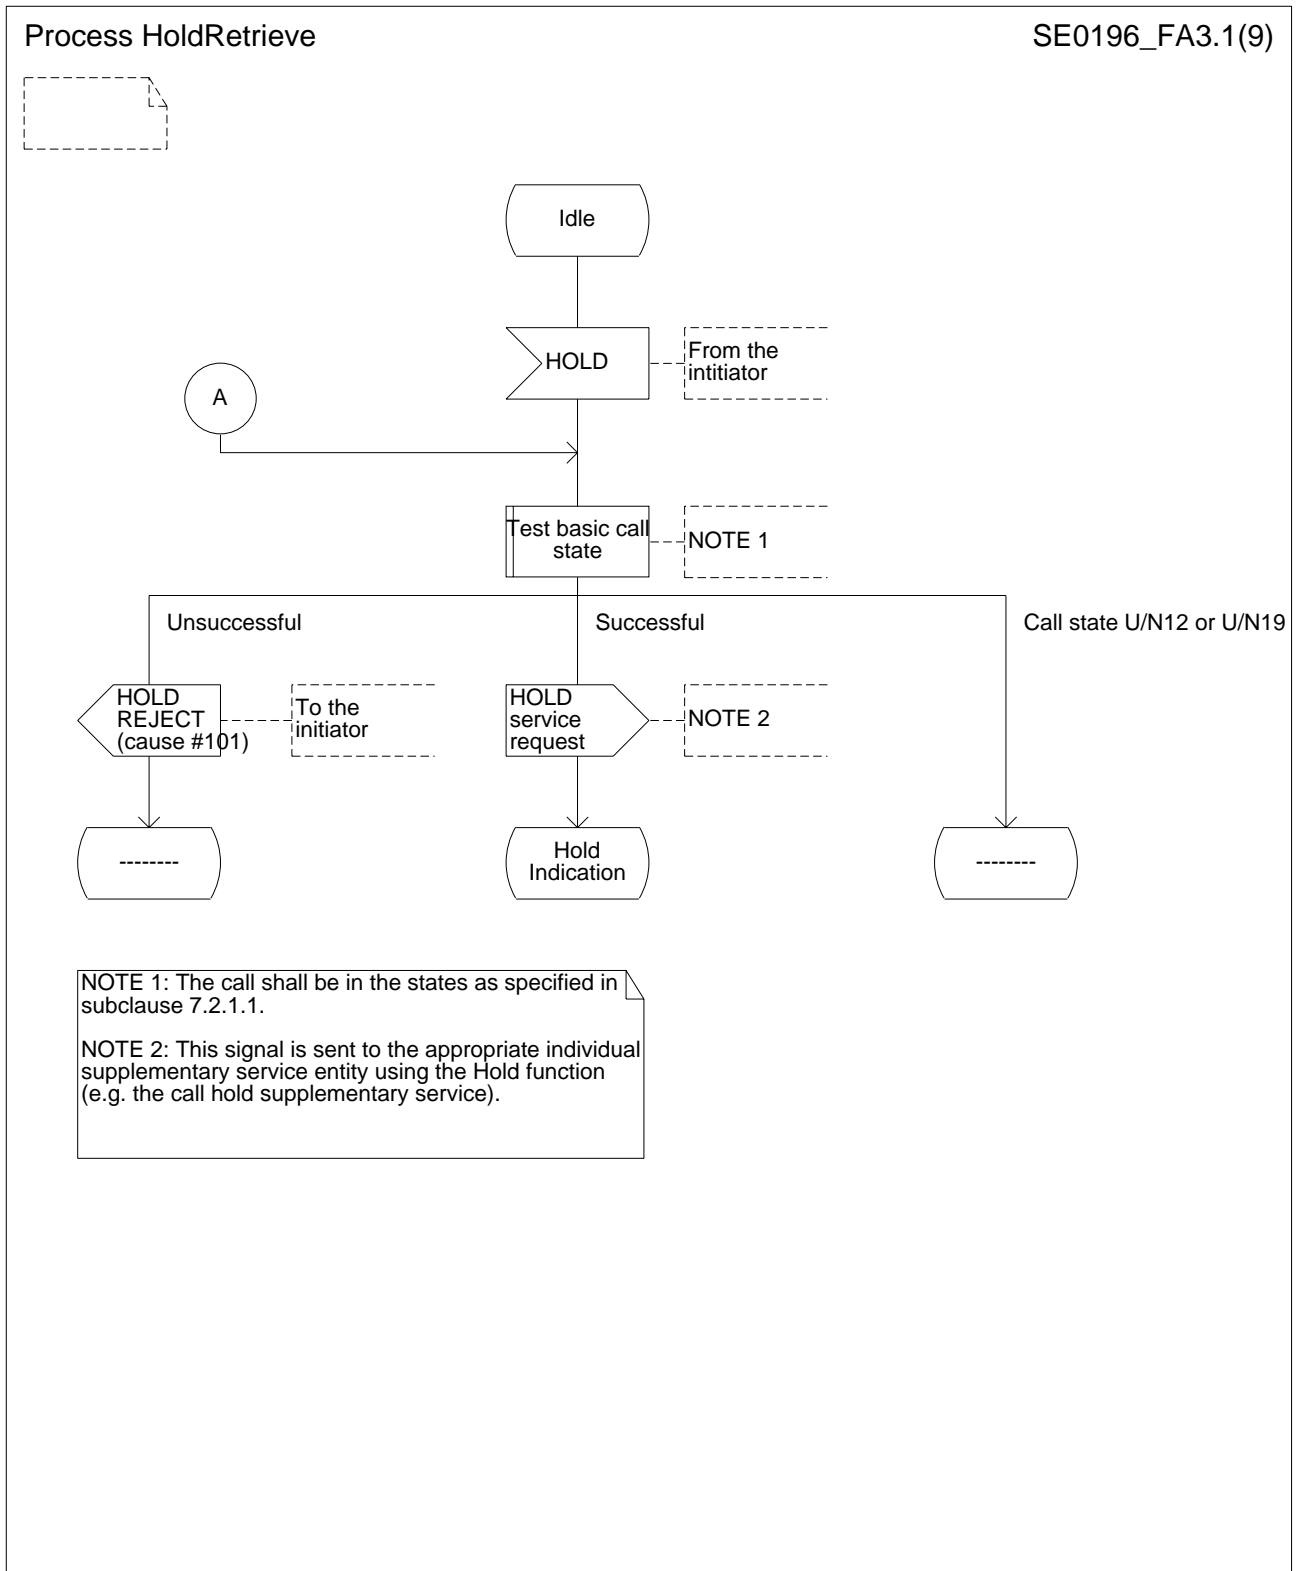 Process HoldRetrieve
SE0196_FA3.1(9)
Idle
HOLD
From the
intitiator
A
Test basic call
state
NOTE 1
Unsuccessful
Successful
Call state U/N12 or U/N19
HOLD
REJECT
(cause #101)
To the
initiator
HOLD
service
request
NOTE 2
--------
Hold
Indication
--------
NOTE 1: The call shall be in the states as specified in
subclause 7.2.1.1.
NOTE 2: This signal is sent to the appropriate individual
supplementary service entity using the Hold function
(e.g. the call hold supplementary service).